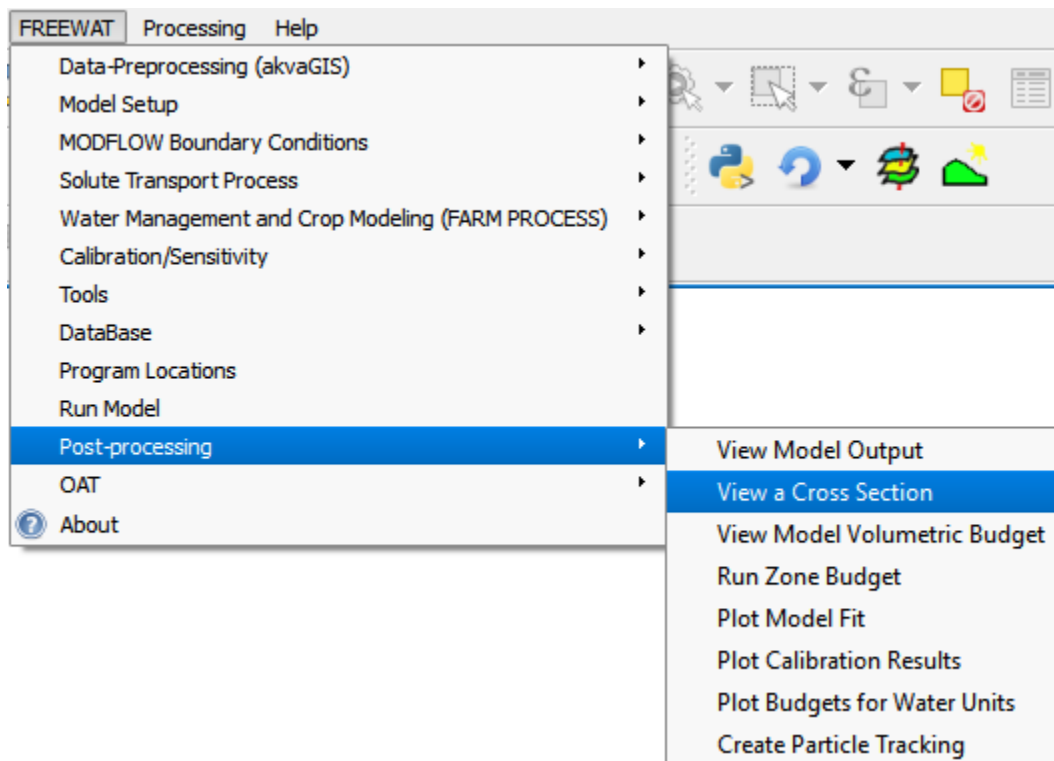 FREEWAT Processing Help
Data-Preprocessing (akvaGIS)
Model Setup
MODFLOW Boundary Conditions
Solute Transport Process
Water Management and Crop Modeling (FARM PROCESS)
Calibration/Sensitivity
Tools
DataBase
Program Locations
Run Model
Post-processing
OAT
About
View Model Output
View a Cross Section
View Model Volumetric Budget
Run Zone Budget
Plot Model Fit
Plot Calibration Results
Plot Budgets for Water Units
Create Particle Tracking